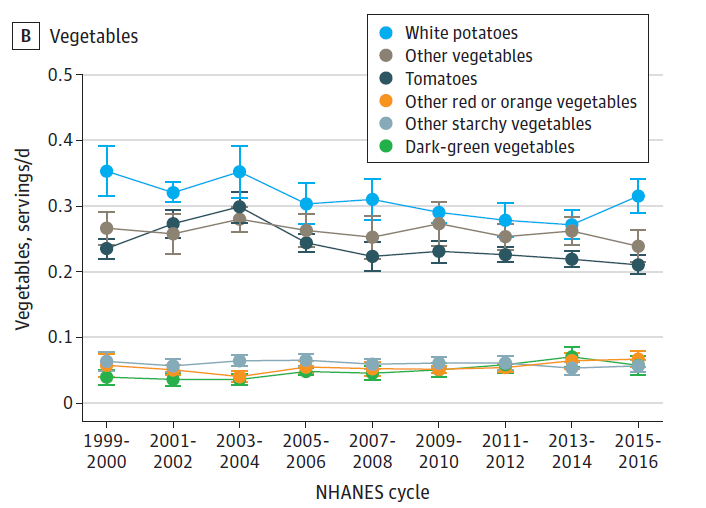 B Vegetables
White potatoes
Other vegetables
Tomatoes
Other red or orange vegetables
Other starchy vegetables
Dark-green vegetables
Vegetables, servings/d
0.5
0.4
0.3
0.2
0.1
0
1999-2000
2001-2002
2003-2004
2005-2006
2007-2008
2009-2010
2011-2012
2013-2014
2015-2016
NHANES cycle